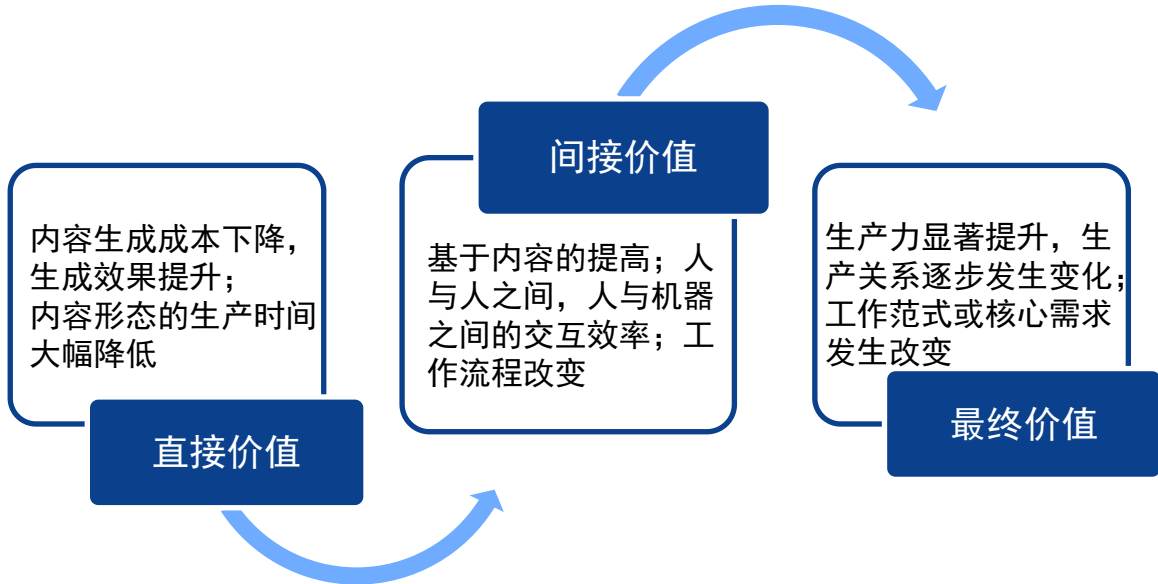 内容生成成本下降，
生成效果提升；
内容形态的生产时间
大幅降低
直接价值
间接价值
基于内容的提高；人
与人之间，人与机器
之间的交互效率；工
作流程改变
生产力显著提升，生
产关系逐步发生变化；
工作范式或核心需求
发生改变
最终价值